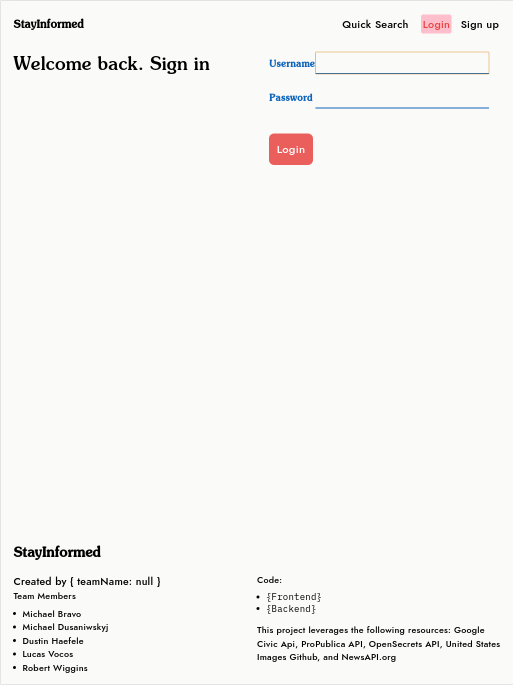 StayInformed
Quick Search
Login
Sign up
Welcome back. Sign in
Username
Password
Login
StayInformed
Created by { teamName: null }
Team Members
• Michael Bravo
• Michael Dusaniwskyj
• Dustin Haefele
• Lucas Vocos
• Robert Wiggins
Code:
• {Frontend}
• {Backend}
This project leverages the following resources: Google
Civic Api, ProPublica API, OpenSecrets API, United States
Images Github, and NewsAPI.org